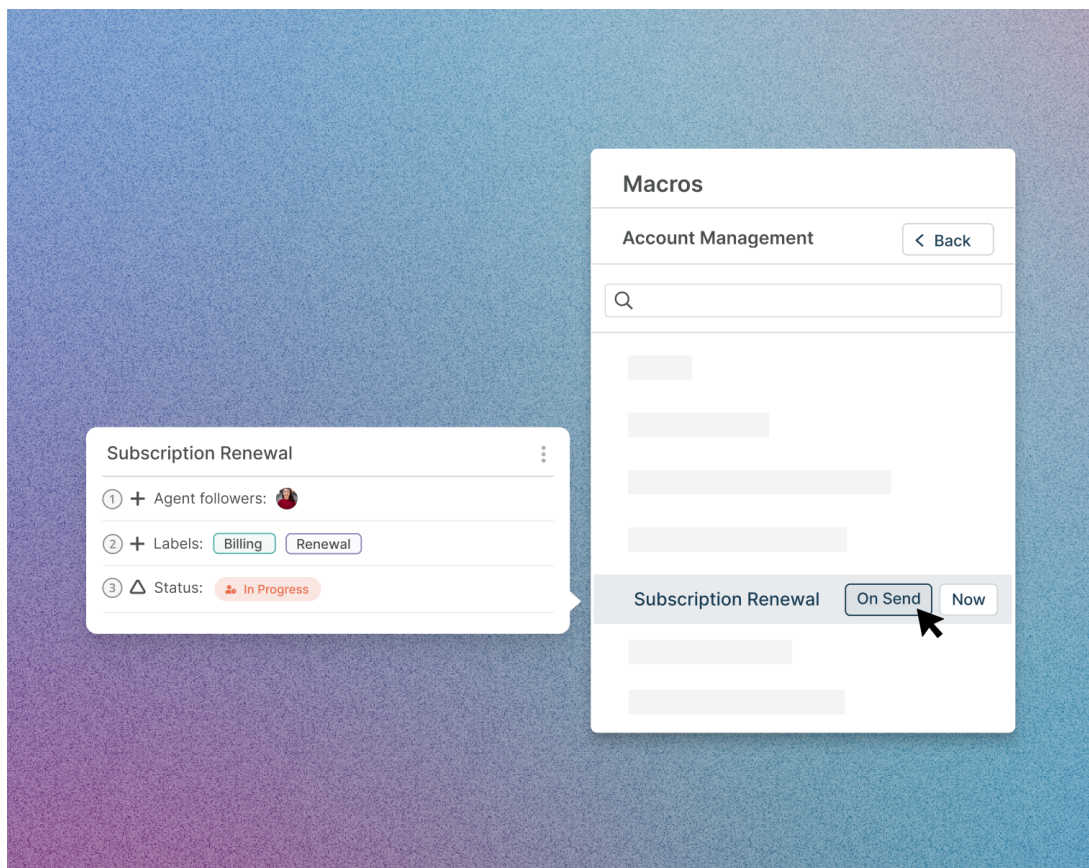 Macros
Account Management
Back
Subscription Renewal
1 Agent followers:
2 Labels: Billing Renewal
3 Status: In Progress
Subscription Renewal On Send Now